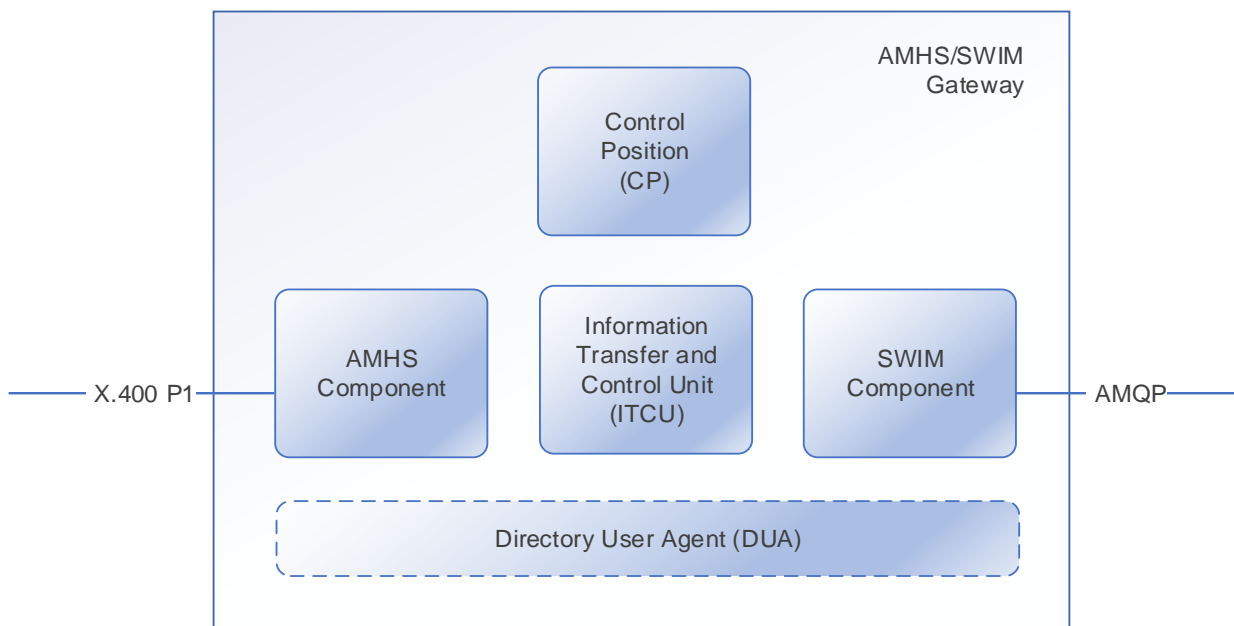 AMHS/SWIM
Gateway
Control
Position
(CP)
AMHS
Component
Information
Transfer and
Control Unit
(ITCU)
SWIM
Component
X.400 P1
AMQP
Directory User Agent (DUA)